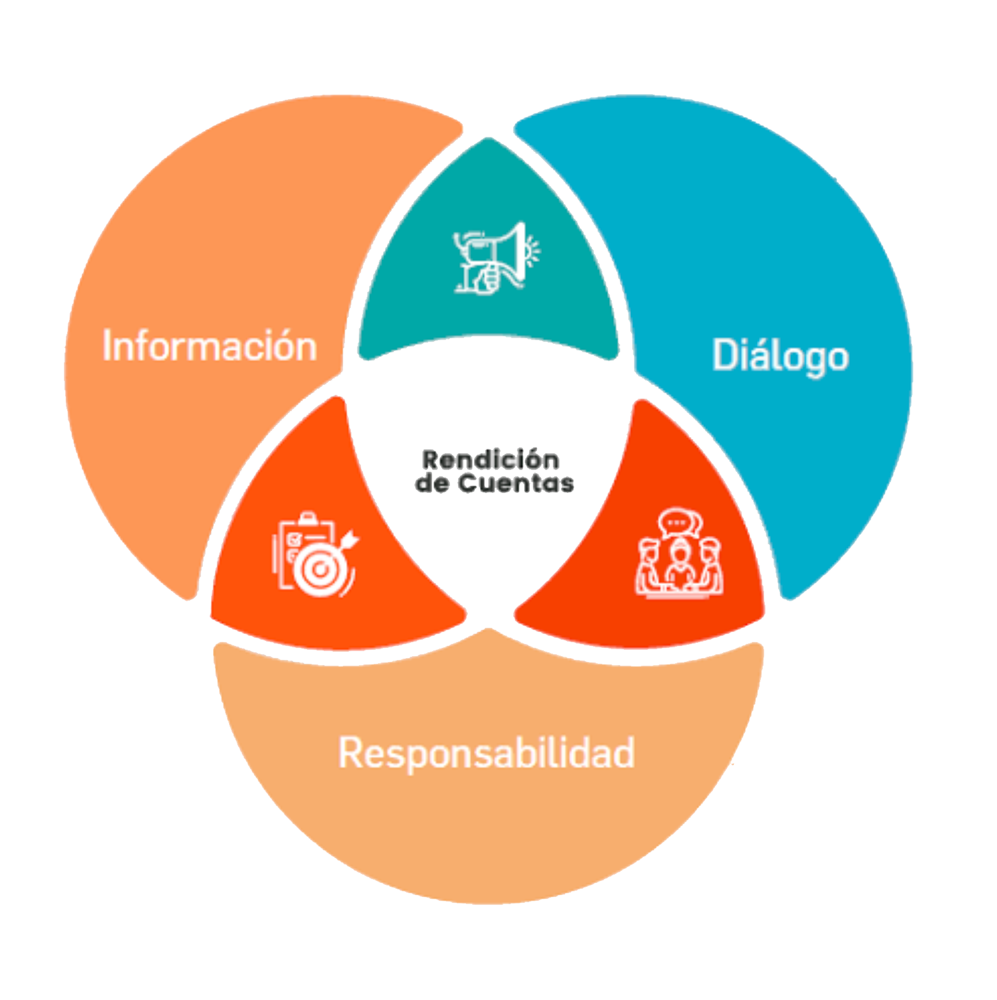 Información
Diálogo
Rendición
de Cuentas
Responsabilidad